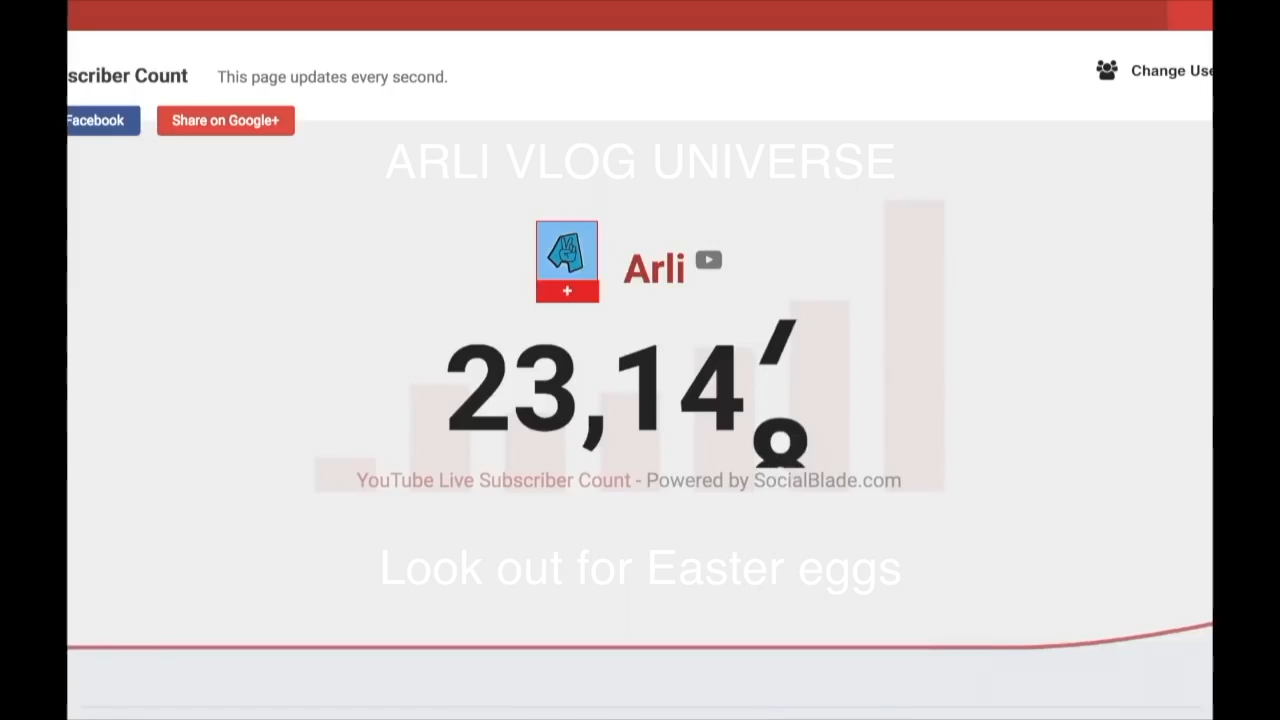 scriber Count This page updates every second.
Change Use
Facebook Share on Google+
ARLI VLOG UNIVERSE
+ Arli
23,14
YouTube Live Subscriber Count - Powered by SocialBlade.com
Look out for Easter eggs